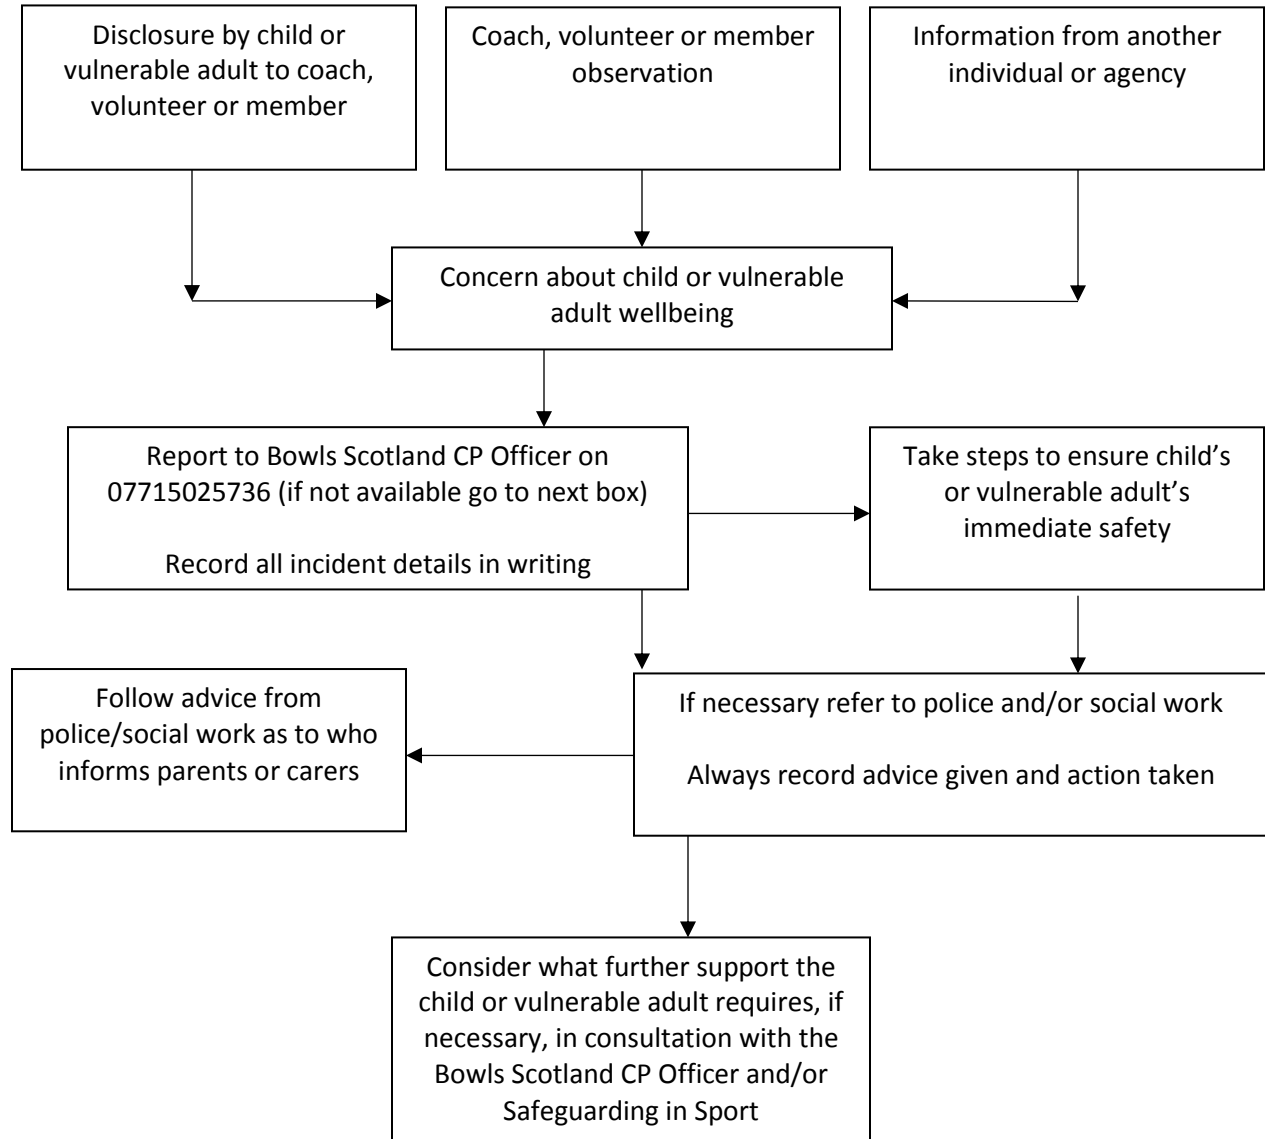 Disclosure by child or
vulnerable adult to coach,
volunteer or member
Coach, volunteer or member
observation
Information from another
individual or agency
Concern about child or vulnerable
adult wellbeing
Report to Bowls Scotland CP Officer on
07715025736 (if not available go to next box)
Record all incident details in writing
Take steps to ensure child’s
or vulnerable adult’s
immediate safety
Follow advice from
police/social work as to who
informs parents or carers
If necessary refer to police and/or social work
Always record advice given and action taken
Consider what further support the
child or vulnerable adult requires, if
necessary, in consultation with the
Bowls Scotland CP Officer and/or
Safeguarding in Sport